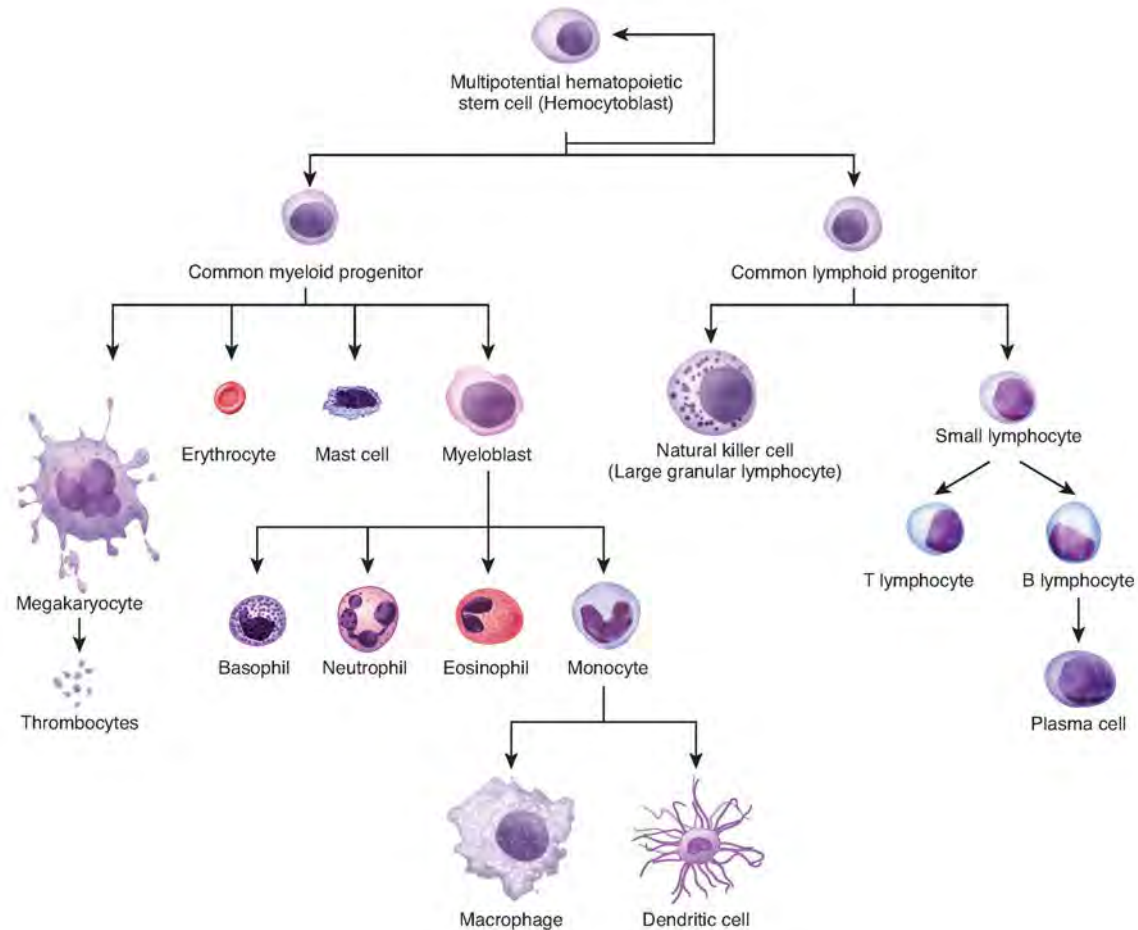 Multipotential hematopoietic
stem cell (Hemocytoblast)
Common myeloid progenitor
Common lymphoid progenitor
Erythrocyte
Mast cell
Myeloblast
Natural killer cell
(Large granular lymphocyte)
Small lymphocyte
Megakaryocyte
T lymphocyte
B lymphocyte
Basophil
Neutrophil
Eosinophil
Monocyte
Thrombocytes
Plasma cell
Macrophage
Dendritic cell